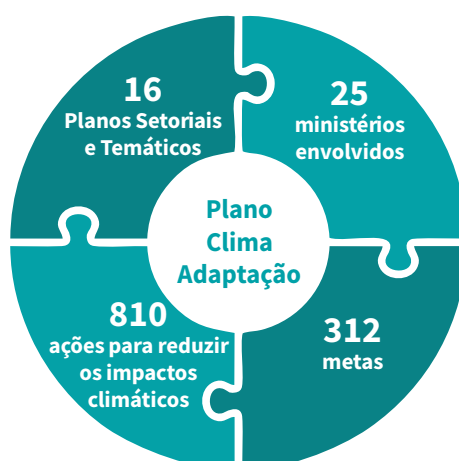 16
Planos Setoriais
e Temáticos
25
ministérios
envolvidos
Plano
Clima
Adaptação
810
ações para reduzir
os impactos
climáticos
312
metas